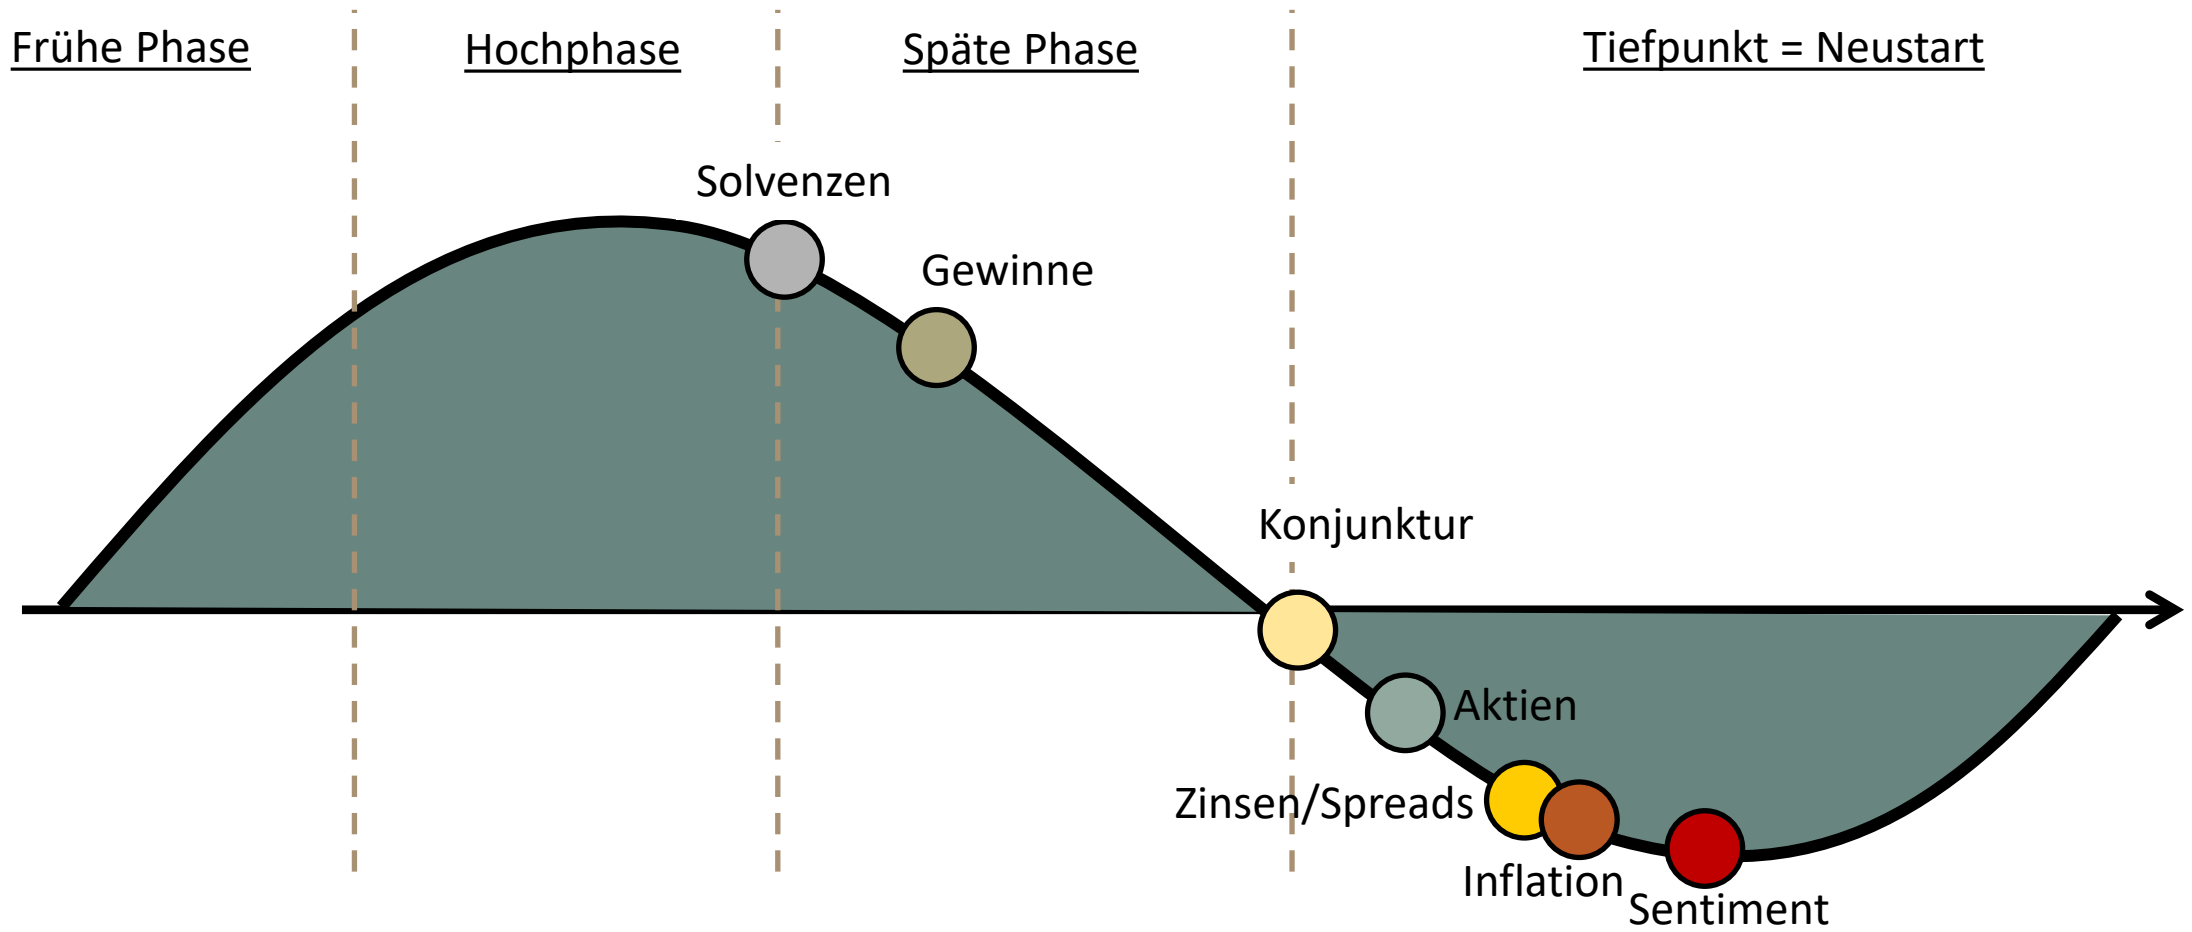 Frühe Phase
Hochphase
Späte Phase
Tiefpunkt = Neustart
Solvenzen
Gewinne
Konjunktur
Aktien
Zinsen/Spreads
Inflation
Sentiment